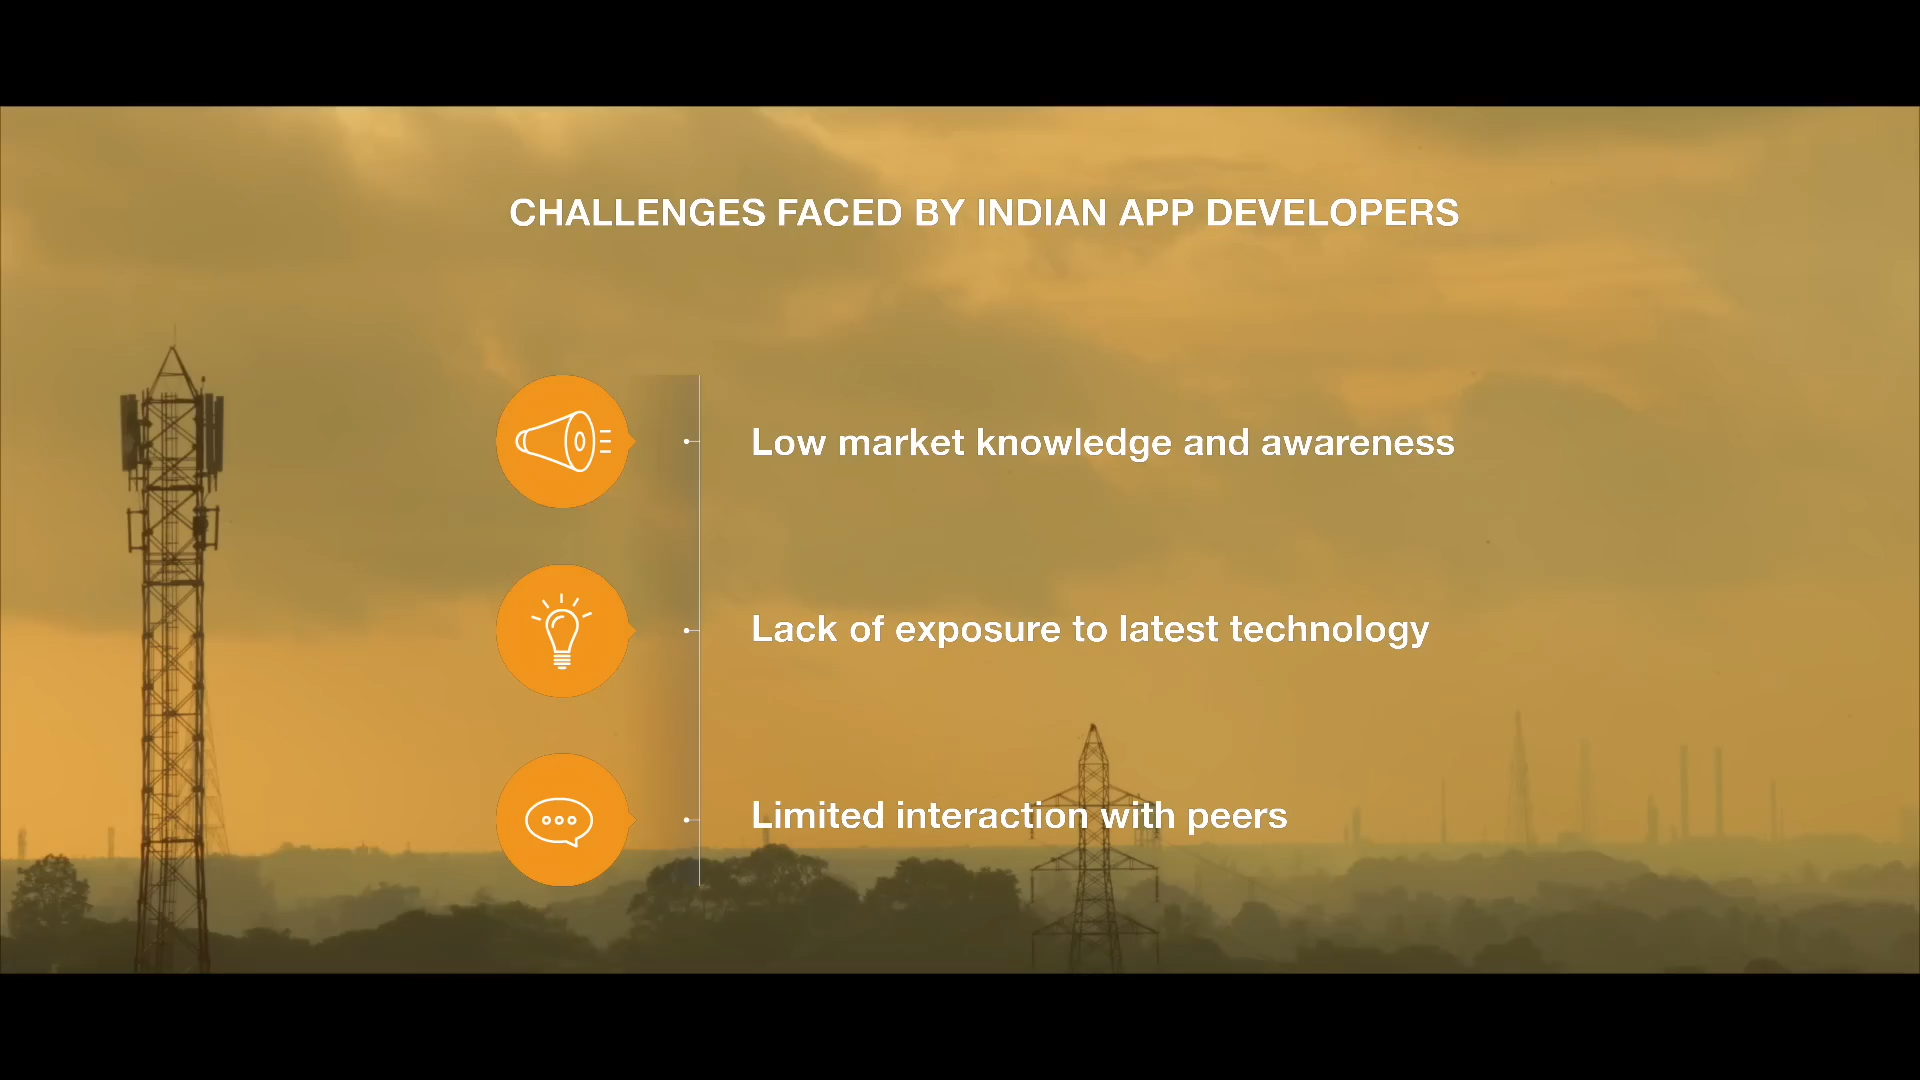 CHALLENGES FACED BY INDIAN APP DEVELOPERS
Low market knowledge and awareness
Lack of exposure to latest technology
Limited interaction with peers